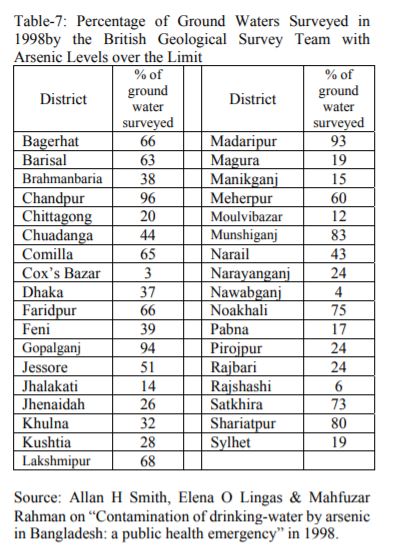 Table-7: Percentage of Ground Waters Surveyed in
1998by the British Geological Survey Team with
Arsenic Levels over the Limit
District % of ground water surveyed District % of ground water surveyed
Bagerhat 66 Madaripur 93
Barisal 63 Magura 19
Brahmanbaria 38 Manikganj 15
Chandpur 96 Meherpur 60
Chittagong 20 Moulvibazar 12
Chuadanga 44 Munshiganj 83
Comilla 65 Narail 43
Cox's Bazar 3 Narayanganj 24
Dhaka 37 Nawabganj 4
Faridpur 66 Noakhali 75
Feni 39 Pabna 17
Gopalganj 94 Pirojpur 24
Jessore 51 Rajbari 24
Jhalakati 14 Rajshashi 6
Jhenaidah 26 Satkhira 73
Khulna 32 Shariatpur 80
Kushtia 28 Sylhet 19
Lakshmipur 68
Source: Allan H Smith, Elena O Lingas & Mahfuzar
Rahman on “Contamination of drinking-water by arsenic
in Bangladesh: a public health emergency” in 1998.